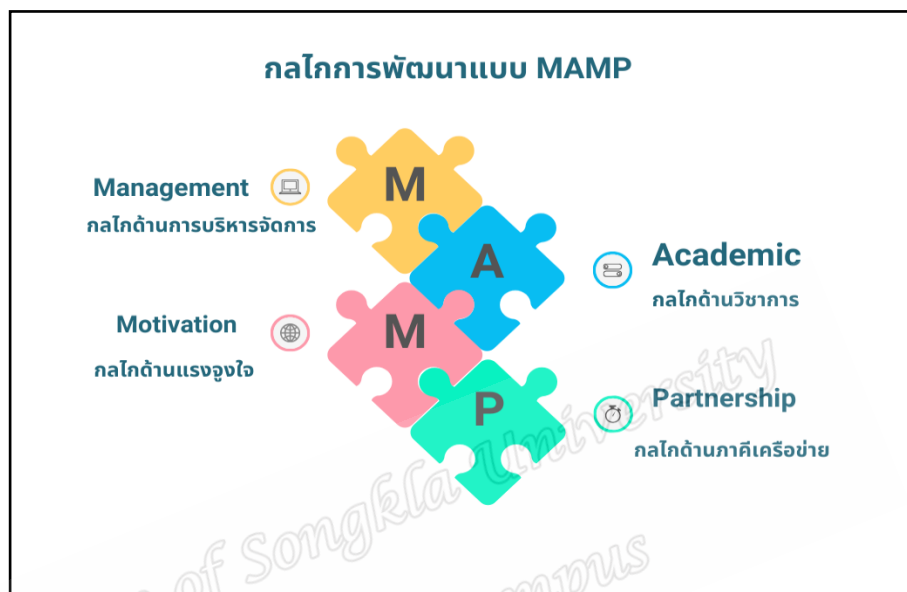 กลไกการพัฒนาแบบ MAMP
M
Management
กลไกด้านการบริหารจัดการ
A
Academic
กลไกด้านวิชาการ
M
Motivation
กลไกด้านแรงจูงใจ
P
Partnership
กลไกด้านภาคีเครือข่าย
of Songkla University